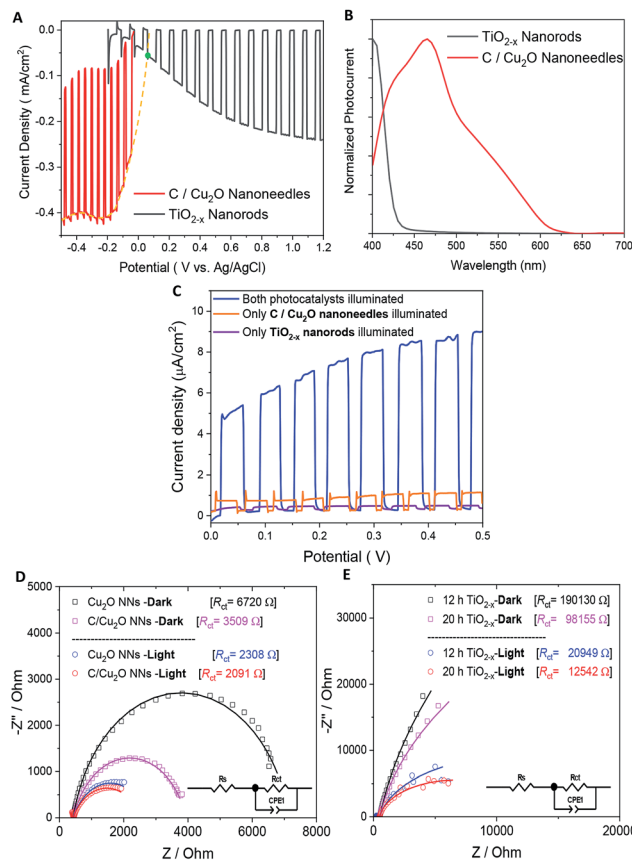 A
0.0
-0.1
-0.2
-0.3
-0.4
Current Density ( mA/cm²)
C / Cu₂O Nanoneedles
TiO₂₋ₓ Nanorods
-0.4 -0.2 0.0 0.2 0.4 0.6 0.8 1.0 1.2
Potential ( V vs. Ag/AgCl)
B
TiO₂₋ₓ Nanorods
C / Cu₂O Nanoneedles
Normalized Photocurrent
400 450 500 550 600 650 700
Wavelength (nm)
C
Both photocatalysts illuminated
Only C / Cu₂O nanoneedles illuminated
Only TiO₂₋ₓ nanorods illuminated
10
8
6
4
2
0
Current density (µA/cm²)
0.0 0.1 0.2 0.3 0.4 0.5
Potential ( V)
D
5000
4000
3000
2000
1000
0
-Z" / Ohm
Cu₂O NNs -Dark [Rct= 6720 Ω]
C/Cu₂O NNs -Dark [Rct= 3509 Ω]
Cu₂O NNs -Light [Rct= 2308 Ω]
C/Cu₂O NNs -Light [Rct= 2091 Ω]
Rs Rct
CPE1
0 2000 4000 6000 8000
Z / Ohm
E
30000
20000
10000
0
-Z" / Ohm
12 h TiO₂₋ₓ-Dark [Rct= 190130 Ω]
20 h TiO₂₋ₓ-Dark [Rct= 98155 Ω]
12 h TiO₂₋ₓ-Light [Rct= 20949 Ω]
20 h TiO₂₋ₓ-Light [Rct= 12542 Ω]
Rs Rct
CPE1
0 10000 20000
Z / Ohm